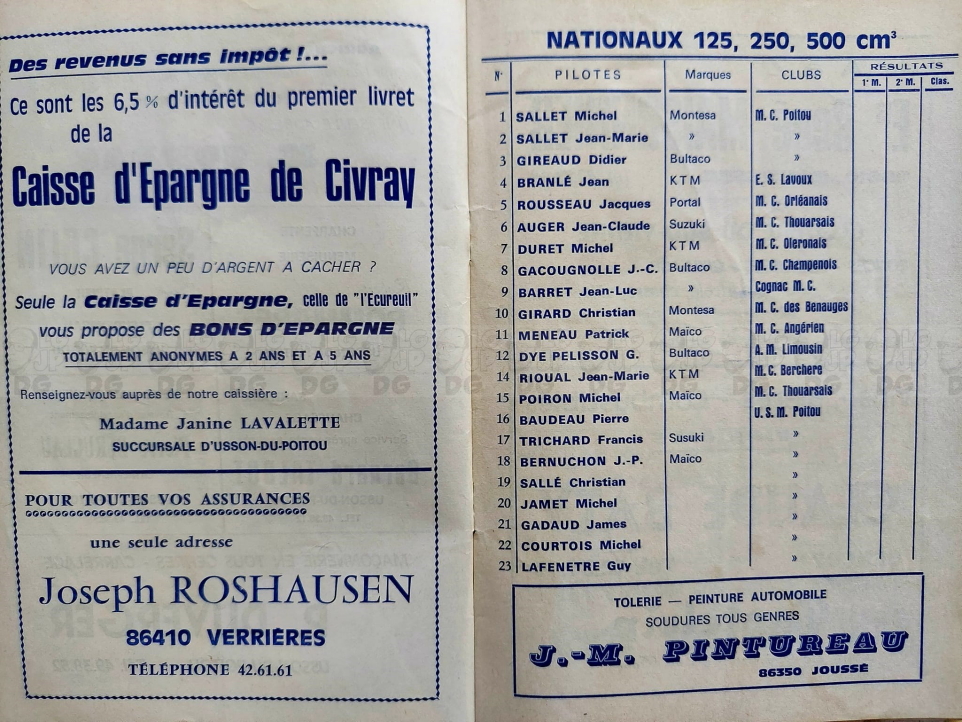 Des revenus sans impôt !...
Ce sont les 6,5 % d'intérêt du premier livret
de la
Caisse d'Epargne de Civray
VOUS AVEZ UN PEU D'ARGENT A CACHER ?
Seule la Caisse d'Epargne, celle de "l'Ecureuil"
vous propose des BONS D'EPARGNE
TOTALEMENT ANONYMES A 2 ANS ET A 5 ANS
Renseignez-vous auprès de notre caissière :
Madame Janine LAVALETTE
SUCCURSALE D'USSON-DU-POITOU
POUR TOUTES VOS ASSURANCES
une seule adresse
Joseph ROSHAUSEN
86410 VERRIÈRES
TÉLÉPHONE 42.61.61
NATIONAUX 125, 250, 500 cm³
N° PILOTES Marques CLUBS RÉSULTATS
1e M. 2e M. Clas.
1 SALLET Michel Montesa M. C. Poitou
2 SALLET Jean-Marie » »
3 GIREAUD Didier Bultaco »
4 BRANLÉ Jean KTM E. S. Lavoux
5 ROUSSEAU Jacques Portal M. C. Orléanais
6 AUGER Jean-Claude Suzuki M. C. Thouarsais
7 DURET Michel KTM M. C. Oleronais
8 GACOUGNOLLE J.-C. Bultaco M. C. Champenois
9 BARRET Jean-Luc » Cognac M. C.
10 GIRARD Christian Montesa M. C. des Benauges
11 MENEAU Patrick Maïco M. C. Angérien
12 DYE PELISSON G. Bultaco A. M. Limousin
14 RIOUAL Jean-Marie KTM M. C. Berchere
15 POIRON Michel Maïco M. C. Thouarsais
16 BAUDEAU Pierre U. S. M. Poitou
17 TRICHARD Francis Susuki »
18 BERNUCHON J.-P. Maïco »
19 SALLÉ Christian »
20 JAMET Michel »
21 GADAUD James »
22 COURTOIS Michel »
23 LAFENETRE Guy »
TOLERIE — PEINTURE AUTOMOBILE
SOUDURES TOUS GENRES
J.-M. PINTUREAU
86350 JOUSSÉ